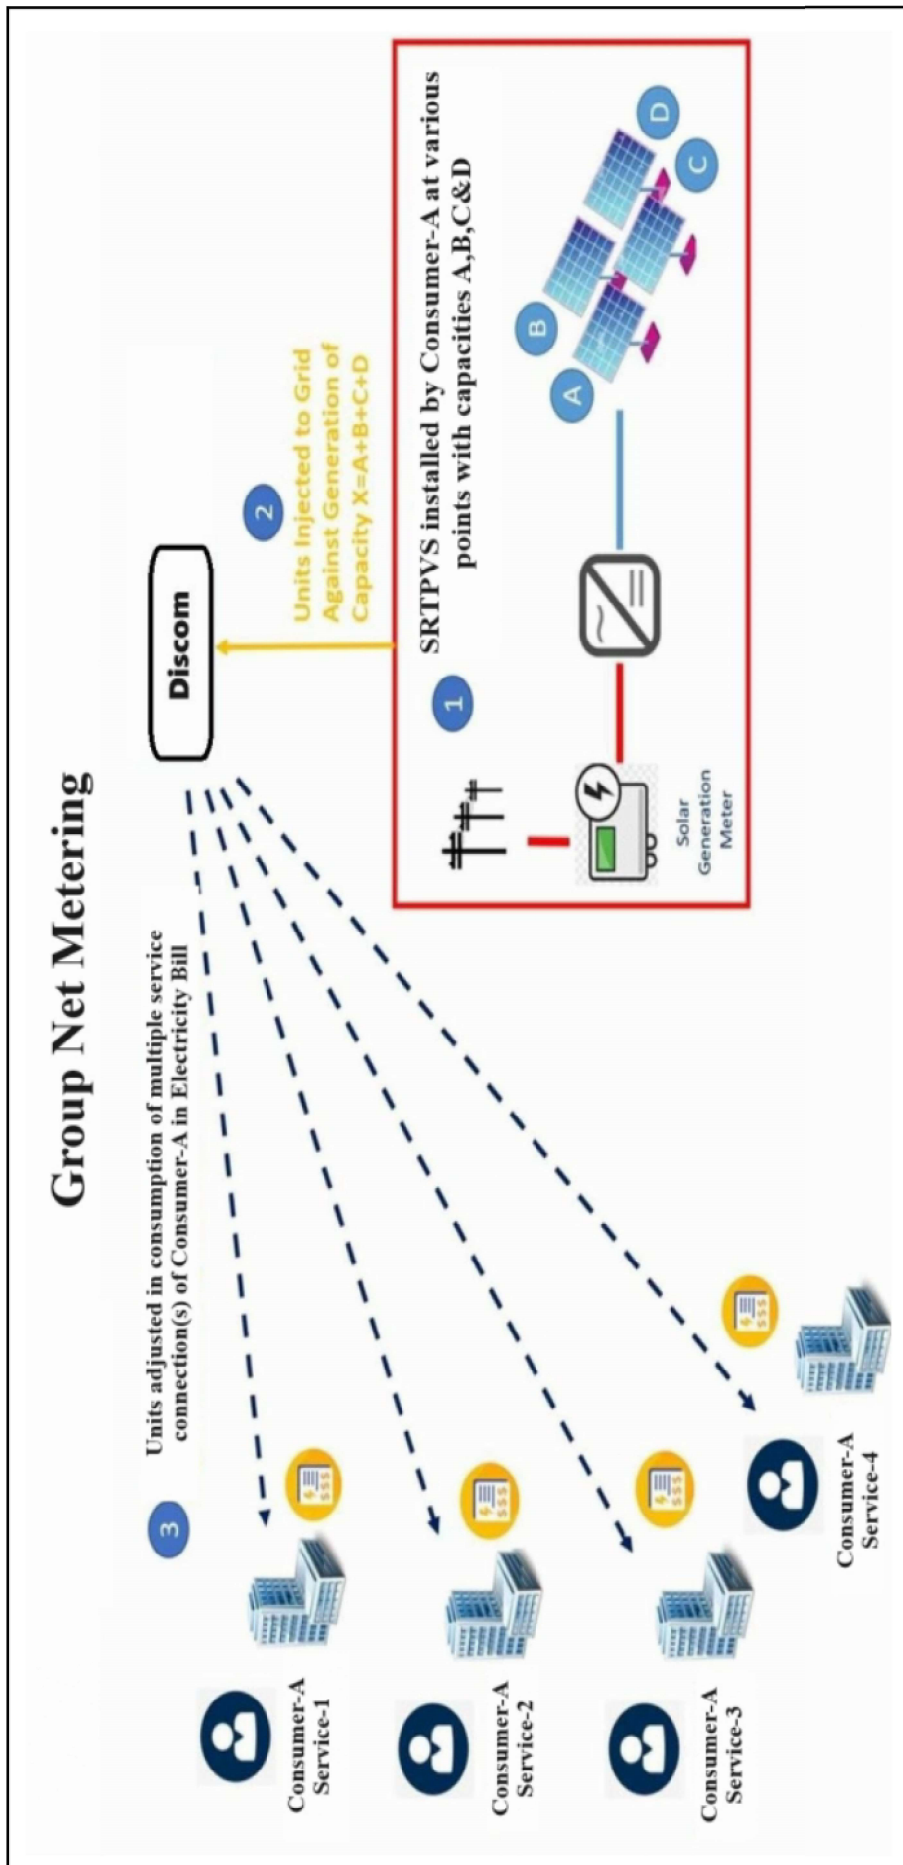 Group Net Metering
3
Units adjusted in consumption of multiple service
connection(s) of Consumer-A in Electricity Bill
Discom
2
Units Injected to Grid
Against Generation of
Capacity X=A+B+C+D
1
SRTPVS installed by Consumer-A at various
points with capacities A,B,C&D
A
B
C
D
Solar
Generation
Meter
Consumer-A
Service-1
$$$
Consumer-A
Service-2
$$$
Consumer-A
Service-3
$$$
Consumer-A
Service-4
$$$